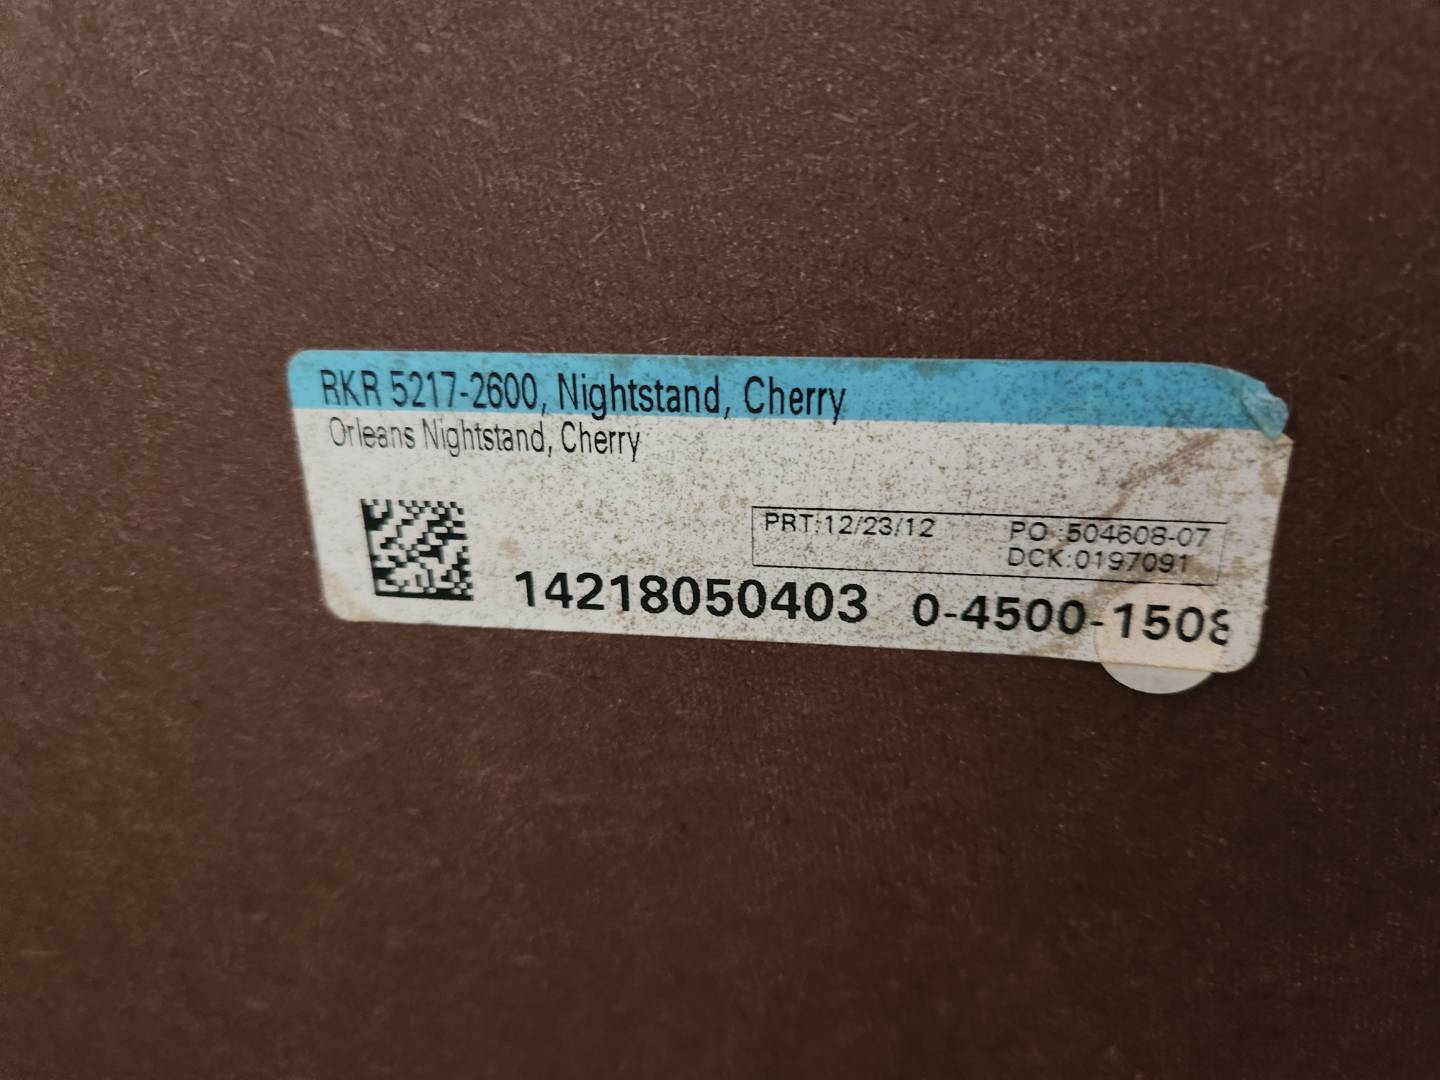 RKR 5217-2600, Nightstand, Cherry
Orleans Nightstand, Cherry
PRT:12/23/12 PO :504608-07
DCK:0197091
14218050403 0-4500-1508